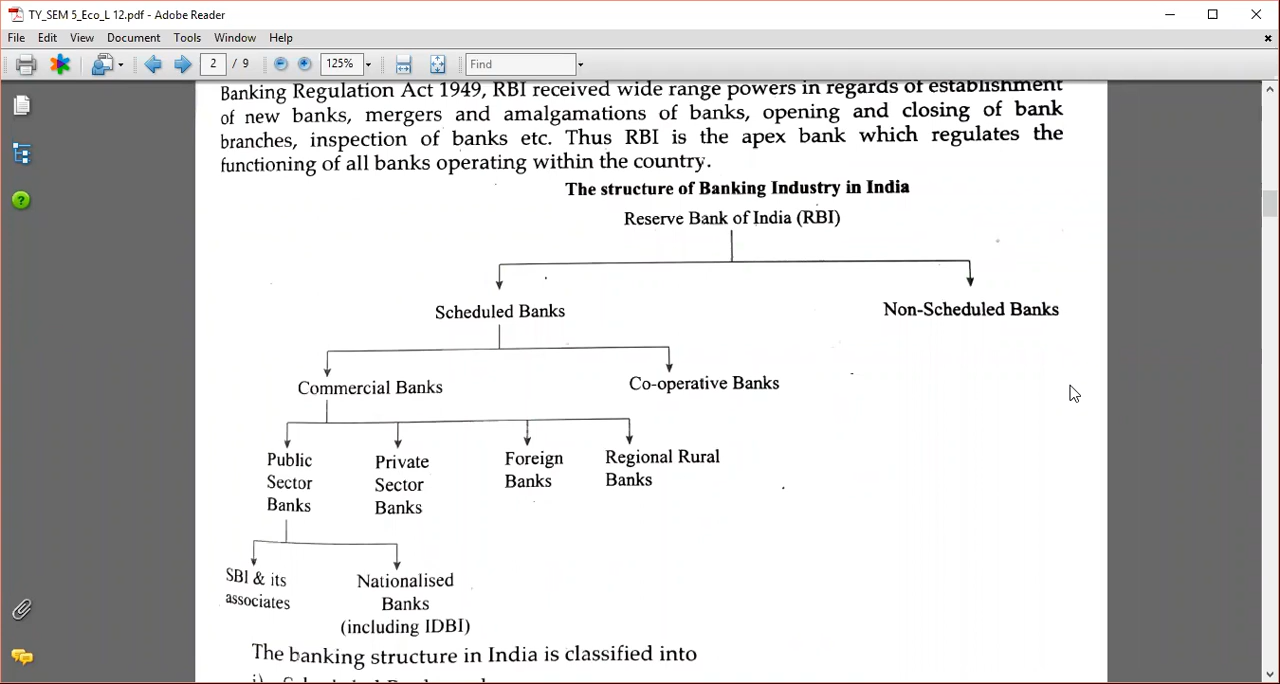 TY_SEM 5_Eco_L 12.pdf - Adobe Reader
File Edit View Document Tools Window Help
2 / 9 125% Find
Banking Regulation Act 1949, RBI received wide range powers in regards of establishment
of new banks, mergers and amalgamations of banks, opening and closing of bank
branches, inspection of banks etc. Thus RBI is the apex bank which regulates the
functioning of all banks operating within the country.
The structure of Banking Industry in India
Reserve Bank of India (RBI)
Scheduled Banks
Non-Scheduled Banks
Commercial Banks
Co-operative Banks
Public
Sector
Banks
Private
Sector
Banks
Foreign
Banks
Regional Rural
Banks
SBI & its
associates
Nationalised
Banks
(including IDBI)
The banking structure in India is classified into